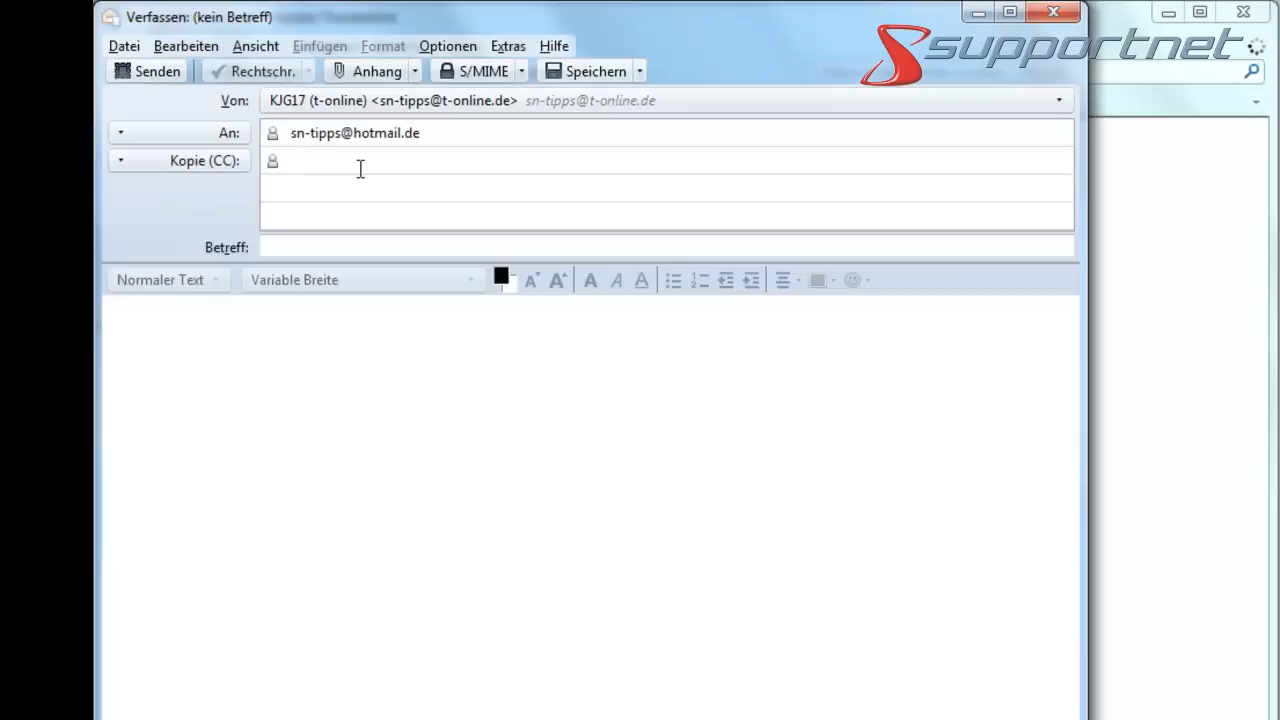 Verfassen: (kein Betreff)
supportnet
Datei Bearbeiten Ansicht Einfügen Format Optionen Extras Hilfe
Senden Rechtschr. Anhang S/MIME Speichern
Von: KJG17 (t-online) <sn-tipps@t-online.de> sn-tipps@t-online.de
An: sn-tipps@hotmail.de
Kopie (CC):
Betreff:
Normaler Text Variable Breite